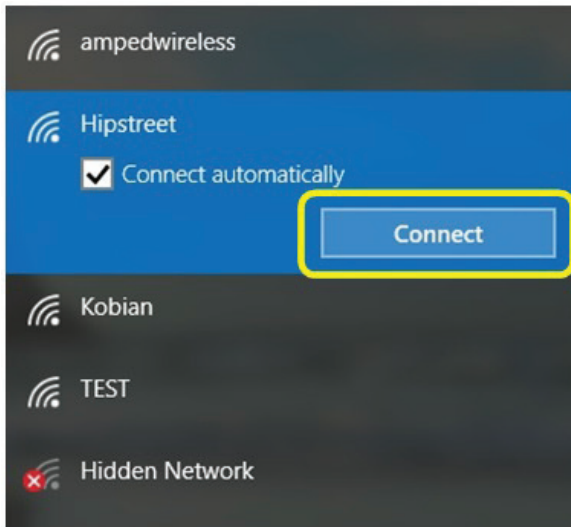 ampedwireless
Hipstreet
Connect automatically
Connect
Kobian
TEST
Hidden Network